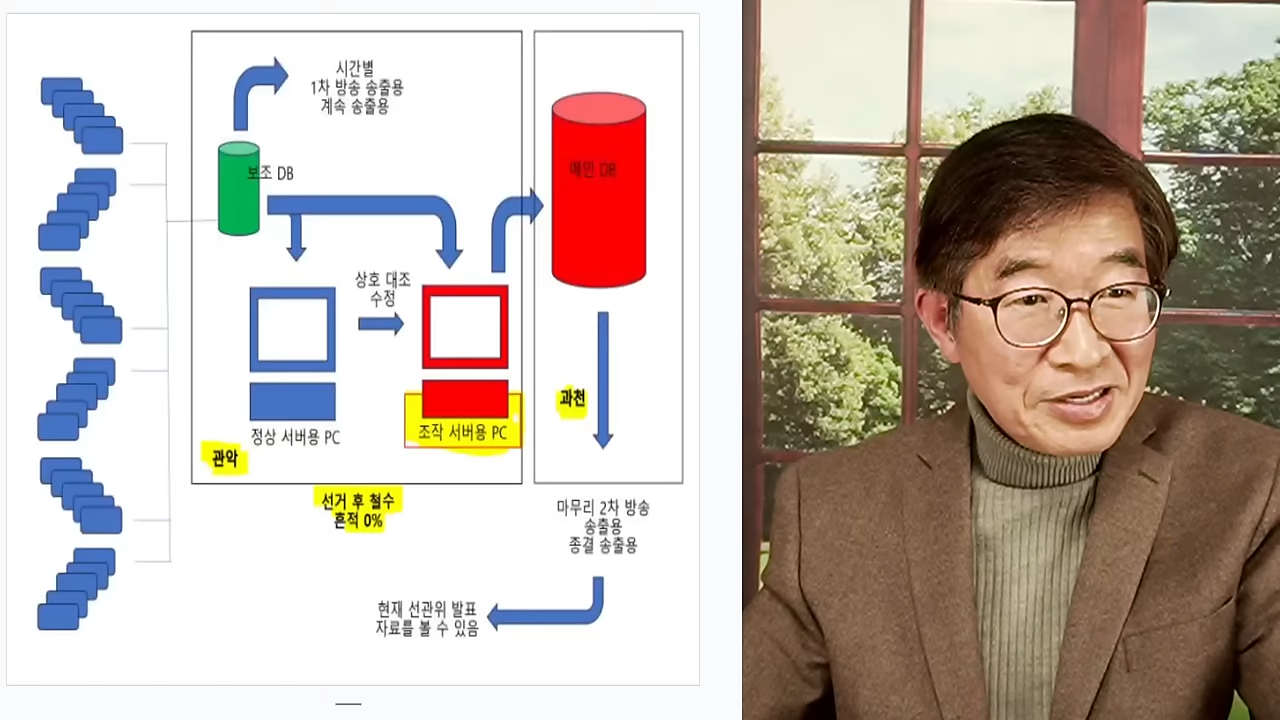 시간별
1차 방송 송출용
계속 송출용
보조 DB
메인 DB
상호 대조
수정
정상 서버용 PC
조작 서버용 PC
관악
과천
선거 후 철수
흔적 0%
마무리 2차 방송
송출용
종결 송출용
현재 선관위 발표
자료를 볼 수 있음